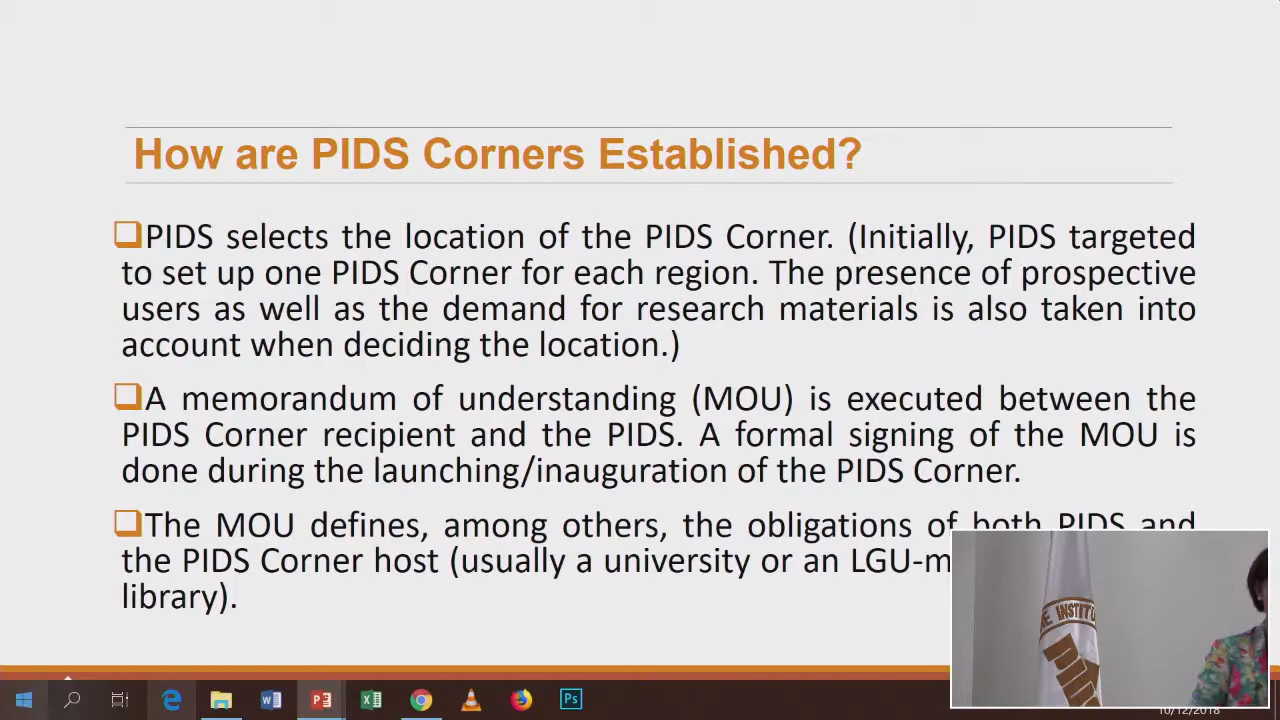 How are PIDS Corners Established?
PIDS selects the location of the PIDS Corner. (Initially, PIDS targeted
to set up one PIDS Corner for each region. The presence of prospective
users as well as the demand for research materials is also taken into
account when deciding the location.)
A memorandum of understanding (MOU) is executed between the
PIDS Corner recipient and the PIDS. A formal signing of the MOU is
done during the launching/inauguration of the PIDS Corner.
The MOU defines, among others, the obligations of both PIDS and
the PIDS Corner host (usually a university or an LGU-m
library).
INSTIT
Ps
10/12/2018